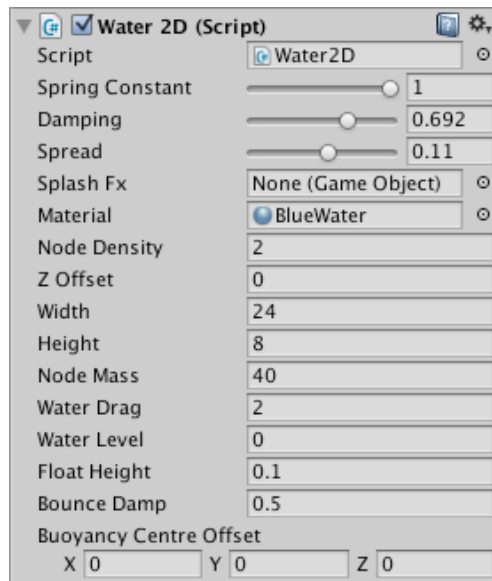 Water 2D (Script)
Script Water2D
Spring Constant 1
Damping 0.692
Spread 0.11
Splash Fx None (Game Object)
Material BlueWater
Node Density 2
Z Offset 0
Width 24
Height 8
Node Mass 40
Water Drag 2
Water Level 0
Float Height 0.1
Bounce Damp 0.5
Buoyancy Centre Offset
X 0 Y 0 Z 0